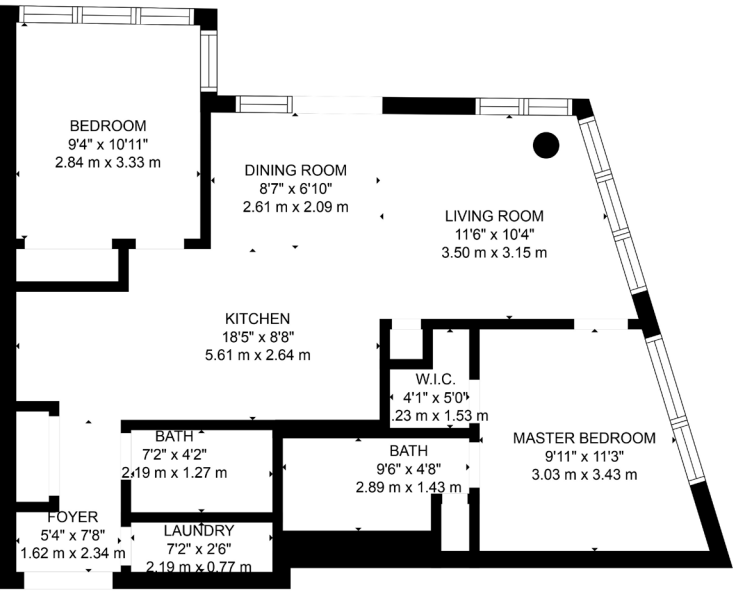 BEDROOM
9'4" x 10'11"
2.84 m x 3.33 m
DINING ROOM
8'7" x 6'10"
2.61 m x 2.09 m
LIVING ROOM
11'6" x 10'4"
3.50 m x 3.15 m
KITCHEN
18'5" x 8'8"
5.61 m x 2.64 m
W.I.C.
4'1" x 5'0"
.23 m x 1.53 m
BATH
7'2" x 4'2"
2.19 m x 1.27 m
BATH
9'6" x 4'8"
2.89 m x 1.43 m
MASTER BEDROOM
9'11" x 11'3"
3.03 m x 3.43 m
FOYER
5'4" x 7'8"
1.62 m x 2.34 m
LAUNDRY
7'2" x 2'6"
2.19 m x 0.77 m